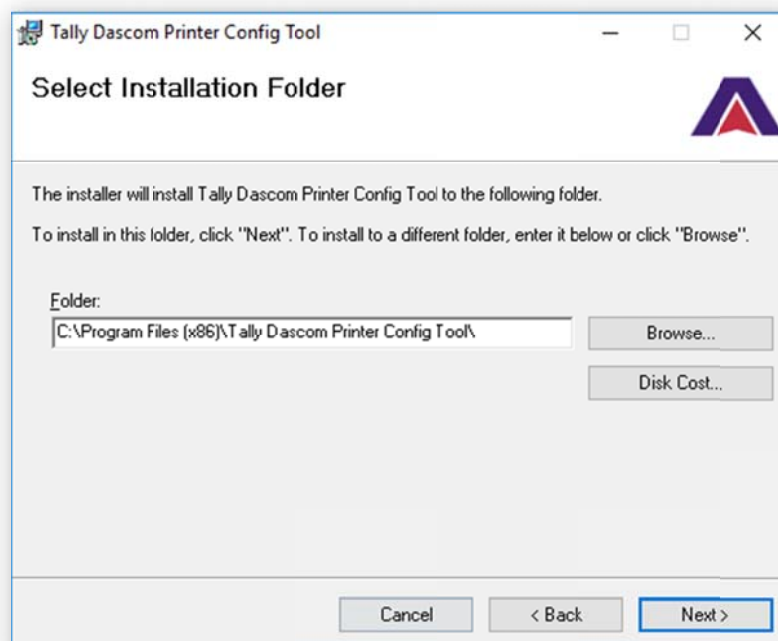 Tally Dascom Printer Config Tool
Select Installation Folder
The installer will install Tally Dascom Printer Config Tool to the following folder.
To install in this folder, click "Next". To install to a different folder, enter it below or click "Browse".
Folder:
C:\Program Files (x86)\Tally Dascom Printer Config Tool\
Browse...
Disk Cost...
Cancel
< Back
Next >